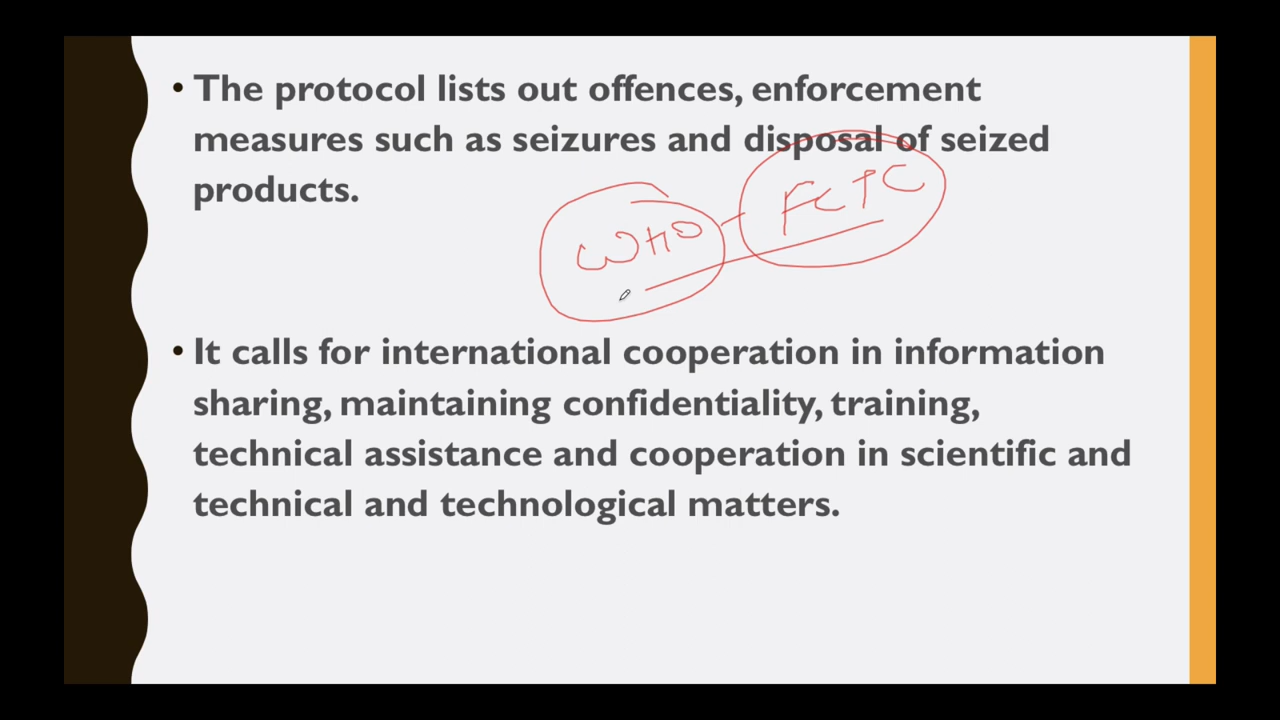 • The protocol lists out offences, enforcement
measures such as seizures and disposal of seized
products.
WHO - FCTC
• It calls for international cooperation in information
sharing, maintaining confidentiality, training,
technical assistance and cooperation in scientific and
technical and technological matters.